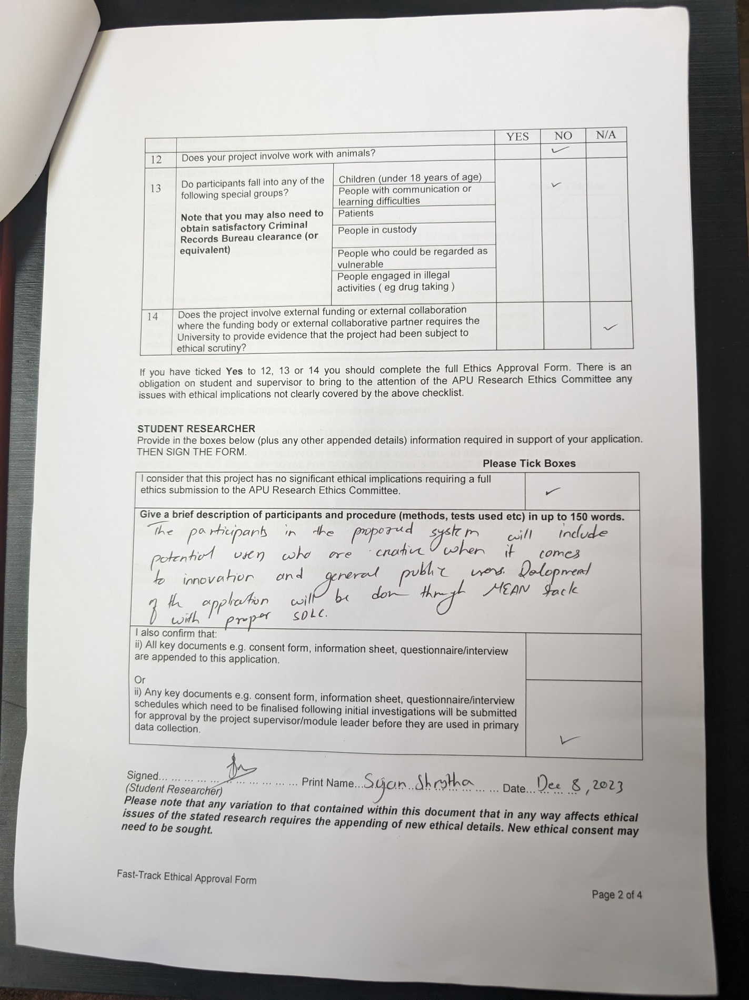 YES NO N/A
12 Does your project involve work with animals?
13 Do participants fall into any of the
following special groups?
Note that you may also need to
obtain satisfactory Criminal
Records Bureau clearance (or
equivalent)
Children (under 18 years of age)
People with communication or
learning difficulties
Patients
People in custody
People who could be regarded as
vulnerable
People engaged in illegal
activities ( eg drug taking )
14 Does the project involve external funding or external collaboration
where the funding body or external collaborative partner requires the
University to provide evidence that the project had been subject to
ethical scrutiny?
If you have ticked Yes to 12, 13 or 14 you should complete the full Ethics Approval Form. There is an
obligation on student and supervisor to bring to the attention of the APU Research Ethics Committee any
issues with ethical implications not clearly covered by the above checklist.
STUDENT RESEARCHER
Provide in the boxes below (plus any other appended details) information required in support of your application.
THEN SIGN THE FORM.
Please Tick Boxes
I consider that this project has no significant ethical implications requiring a full
ethics submission to the APU Research Ethics Committee.
Give a brief description of participants and procedure (methods, tests used etc) in up to 150 words.
The participants in the proposed system will include
potential users who are creative when it comes
to innovation and general public users. Development
of the application will be done through MEAN stack
with proper SDLC.
I also confirm that:
ii) All key documents e.g. consent form, information sheet, questionnaire/interview
are appended to this application.
Or
ii) Any key documents e.g. consent form, information sheet, questionnaire/interview
schedules which need to be finalised following initial investigations will be submitted
for approval by the project supervisor/module leader before they are used in primary
data collection.
Signed... ... ... ... ... ... ... ... ... ... Print Name...Sujan Shrestha ... ... Date...Dec 8, 2023
(Student Researcher)
Please note that any variation to that contained within this document that in any way affects ethical
issues of the stated research requires the appending of new ethical details. New ethical consent may
need to be sought.
Fast-Track Ethical Approval Form
Page 2 of 4